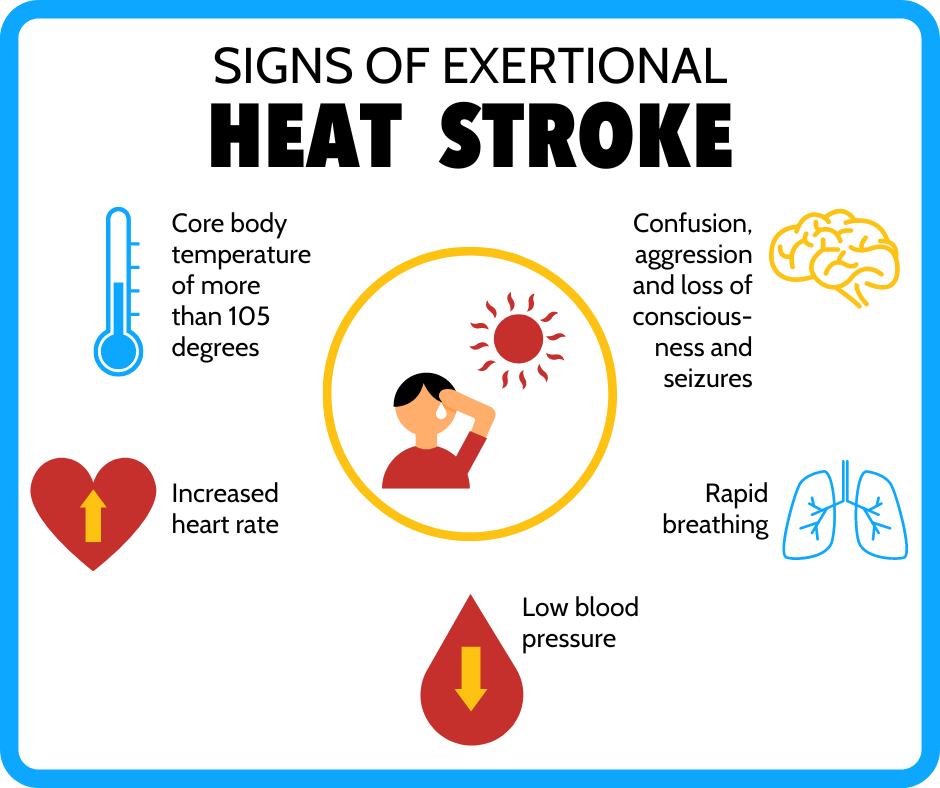 SIGNS OF EXERTIONAL
HEAT STROKE
Core body
temperature
of more
than 105
degrees
Confusion,
aggression
and loss of
conscious-
ness and
seizures
Increased
heart rate
Rapid
breathing
Low blood
pressure